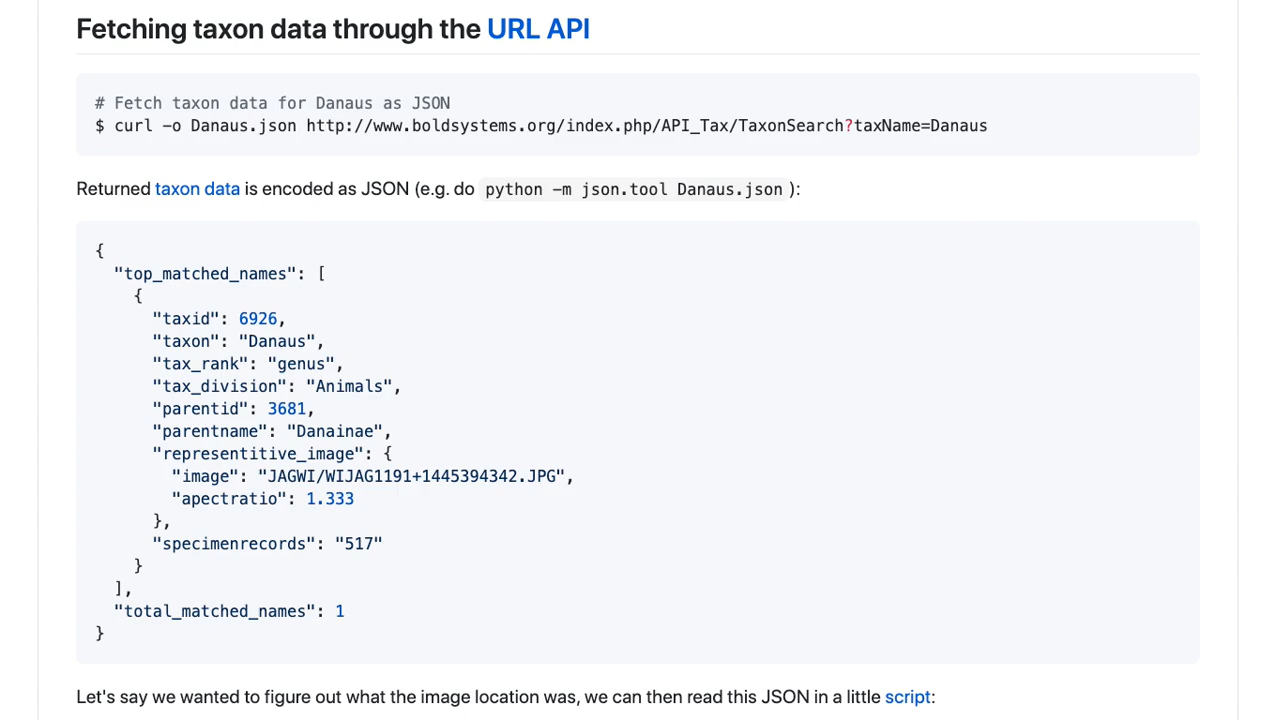 Fetching taxon data through the URL API
# Fetch taxon data for Danaus as JSON
$ curl -o Danaus.json http://www.boldsystems.org/index.php/API_Tax/TaxonSearch?taxName=Danaus
Returned taxon data is encoded as JSON (e.g. do python -m json.tool Danaus.json ):
{
"top_matched_names": [
{
"taxid": 6926,
"taxon": "Danaus",
"tax_rank": "genus",
"tax_division": "Animals",
"parentid": 3681,
"parentname": "Danainae",
"representitive_image": {
"image": "JAGWI/WIJAG1191+1445394342.JPG",
"apectratio": 1.333
},
"specimenrecords": "517"
}
],
"total_matched_names": 1
}
Let's say we wanted to figure out what the image location was, we can then read this JSON in a little script: